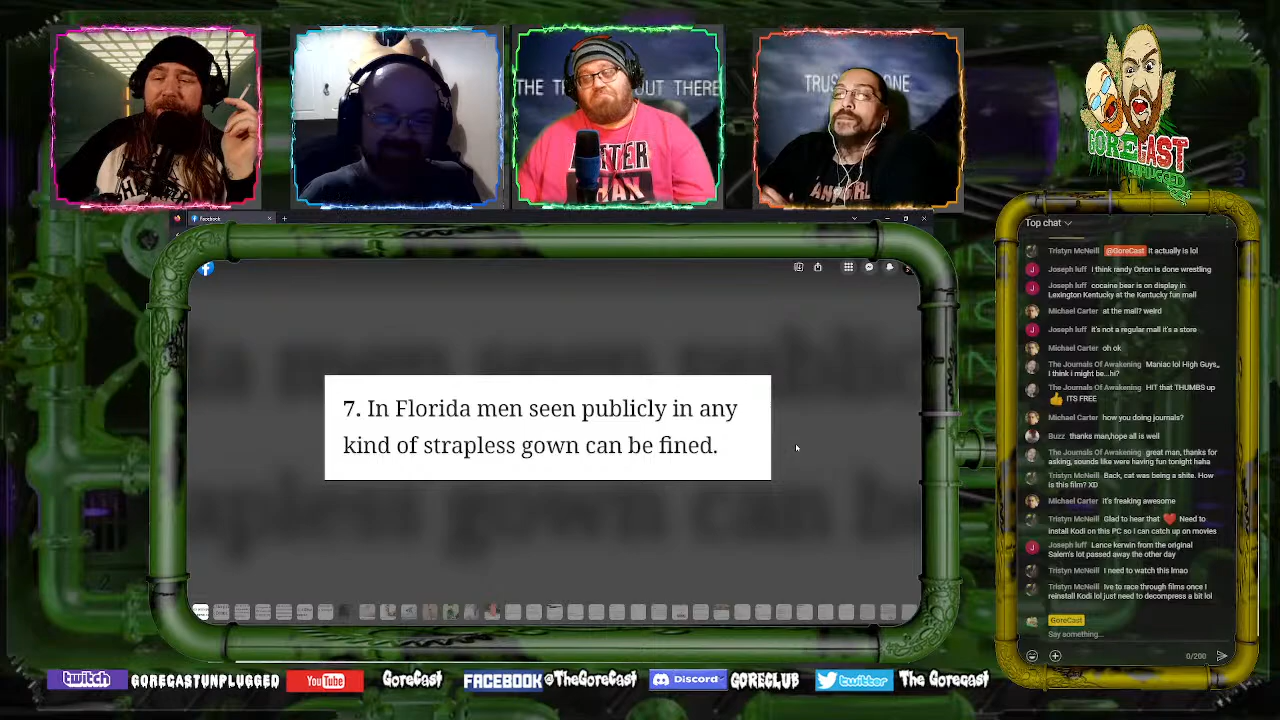 THE TR
OUT THERE
TRUS
ONE
GORECAST
UNPLUGGED
Facebook
7. In Florida men seen publicly in any
kind of strapless gown can be fined.
Top chat
Tristyn McNeill @GoreCast It actually is lol
Joseph luff I think randy Orton is done wrestling
Joseph luff cocaine bear is on display in
Lexington Kentucky at the Kentucky fun mall
Michael Carter at the mall? weird
Joseph luff it's not a regular mall it's a store
Michael Carter oh ok
The Journals Of Awakening Maniac lol High Guys,,
I think i might be...hi?
The Journals Of Awakening HIT that THUMBS up
👍 ITS FREE
Michael Carter how you doing journals?
Buzz thanks man,hope all is well
The Journals Of Awakening great man, thanks for
asking, sounds like were having fun tonight haha
Tristyn McNeill Back, cat was being a shite. How
is this film? XD
Michael Carter it's freaking awesome
Tristyn McNeill Glad to hear that ❤ Need to
install Kodi on this PC so I can catch up on movies
Joseph luff Lance kerwin from the original
Salem's lot passed away the other day
Tristyn McNeill I need to watch this lmao
Tristyn McNeill Ive to race through films once I
reinstall Kodi lol just need to decompress a bit lol
GoreCast
Say something...
0/200
twitch GORECASTUNPLUGGED YouTube GoreCast FACEBOOK @TheGoreCast Discord GORECLUB twitter The Gorecast